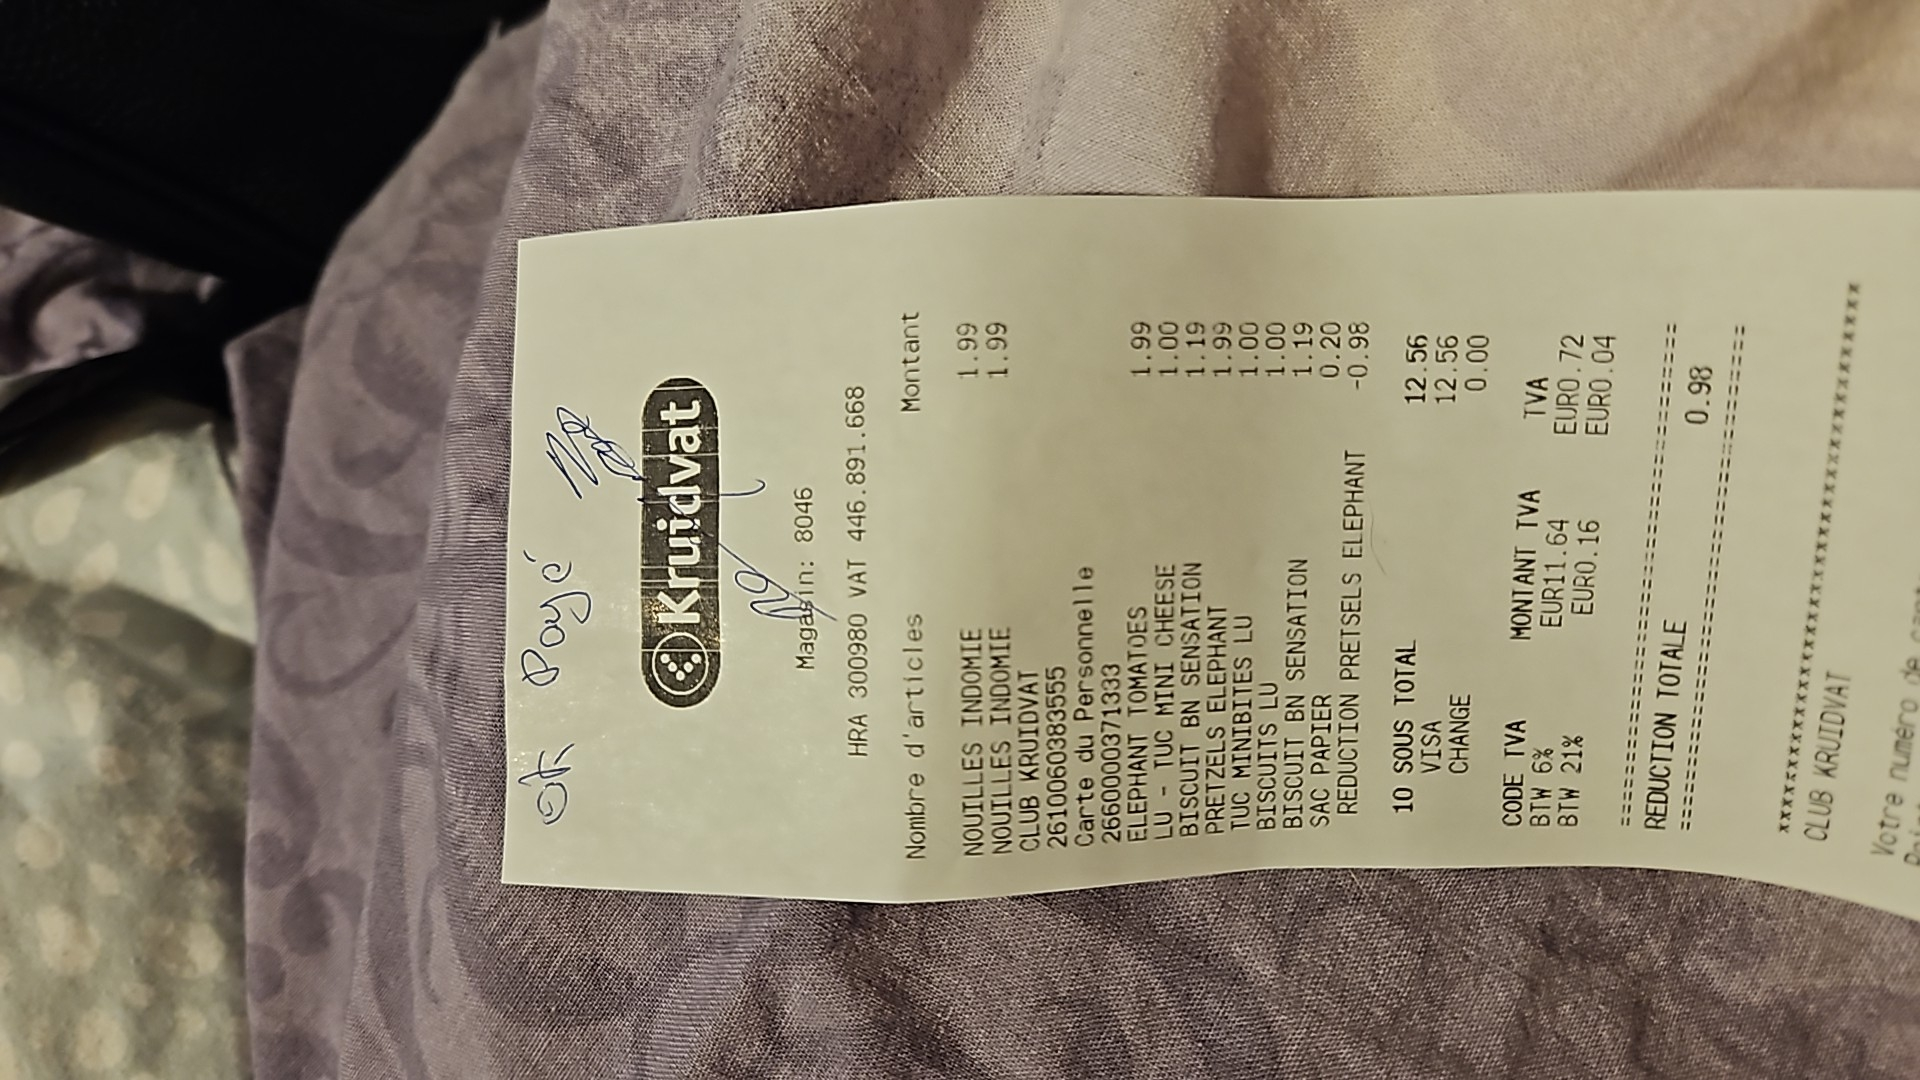 ok Payé
Kruidvat
Magasin: 8046
HRA 300980 VAT 446.891.668
Nombre d'articles Montant
NOUILLES INDOMIE 1.99
NOUILLES INDOMIE 1.99
CLUB KRUIDVAT
2610060383555
Carte du Personnelle
2660000371333
ELEPHANT TOMATOES 1.99
LU - TUC MINI CHEESE 1.00
BISCUIT BN SENSATION 1.19
PRETZELS ELEPHANT 1.99
TUC MINIBITES LU 1.00
BISCUITS LU 1.00
BISCUIT BN SENSATION 1.19
SAC PAPIER 0.20
REDUCTION PRETSELS ELEPHANT -0.98
10 SOUS TOTAL 12.56
VISA 12.56
CHANGE 0.00
CODE TVA MONTANT TVA TVA
BTW 6% EUR11.64 EUR0.72
BTW 21% EUR0.16 EUR0.04
REDUCTION TOTALE 0.98
CLUB KRUIDVAT
Votre numéro de